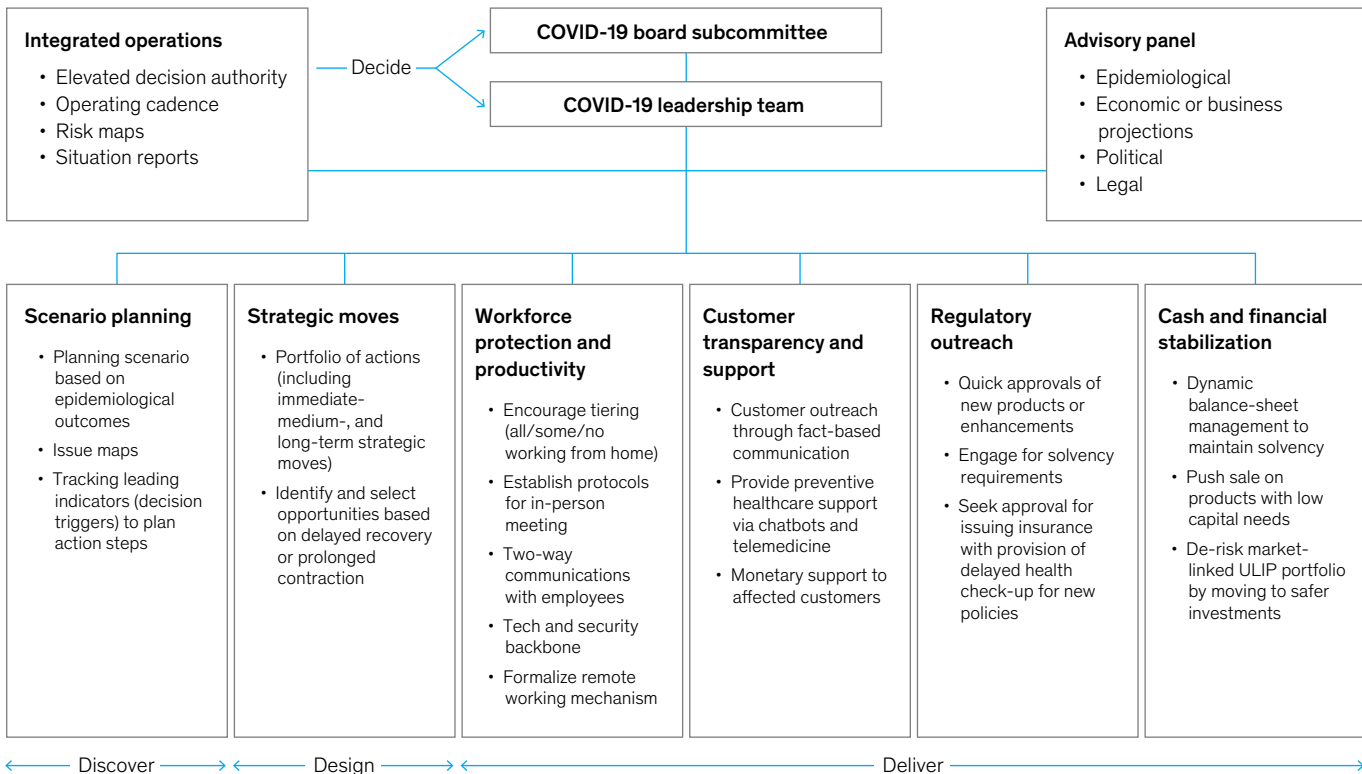 Integrated operations
• Elevated decision authority
• Operating cadence
• Risk maps
• Situation reports
Decide
COVID-19 board subcommittee
COVID-19 leadership team
Advisory panel
• Epidemiological
• Economic or business
projections
• Political
• Legal
Scenario planning
• Planning scenario
based on
epidemiological
outcomes
• Issue maps
• Tracking leading
indicators (decision
triggers) to plan
action steps
Strategic moves
• Portfolio of actions
(including
immediate-
medium-, and
long-term strategic
moves)
• Identify and select
opportunities based
on delayed recovery
or prolonged
contraction
Workforce
protection and
productivity
• Encourage tiering
(all/some/no
working from home)
• Establish protocols
for in-person
meeting
• Two-way
communications
with employees
• Tech and security
backbone
• Formalize remote
working mechanism
Customer
transparency and
support
• Customer outreach
through fact-based
communication
• Provide preventive
healthcare support
via chatbots and
telemedicine
• Monetary support to
affected customers
Regulatory
outreach
• Quick approvals of
new products or
enhancements
• Engage for solvency
requirements
• Seek approval for
issuing insurance
with provision of
delayed health
check-up for new
policies
Cash and financial
stabilization
• Dynamic
balance-sheet
management to
maintain solvency
• Push sale on
products with low
capital needs
• De-risk market-
linked ULIP portfolio
by moving to safer
investments
Discover
Design
Deliver